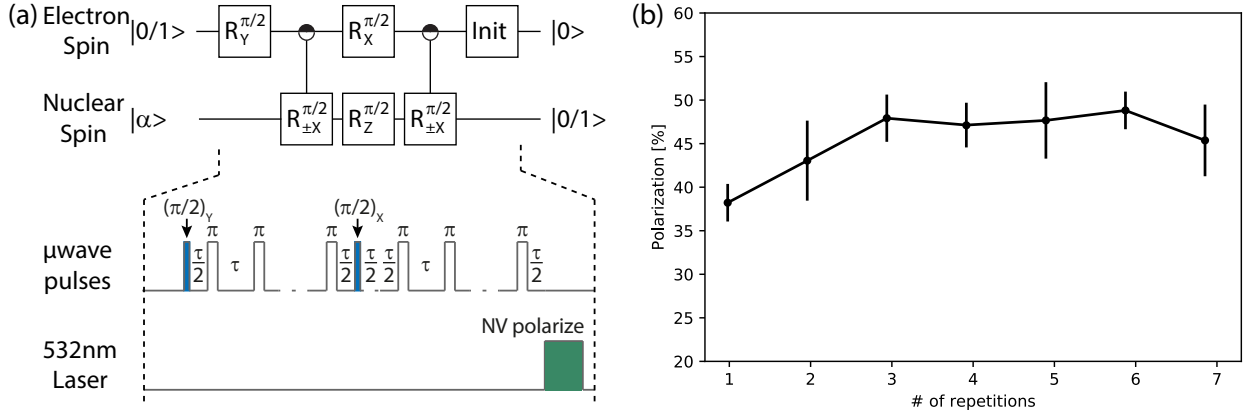 (a)
Electron Spin |0/1> R_Y^{π/2} R_X^{π/2} Init |0>
Nuclear Spin |α> R_{±X}^{π/2} R_Z^{π/2} R_{±X}^{π/2} |0/1>
(π/2)_Y (π/2)_X
π π π π π π
μwave pulses τ/2 τ τ/2 τ/2 τ/2 τ τ/2
NV polarize
532nm Laser
(b)
Polarization [%]
60
55
50
45
40
35
30
25
20
1 2 3 4 5 6 7
# of repetitions